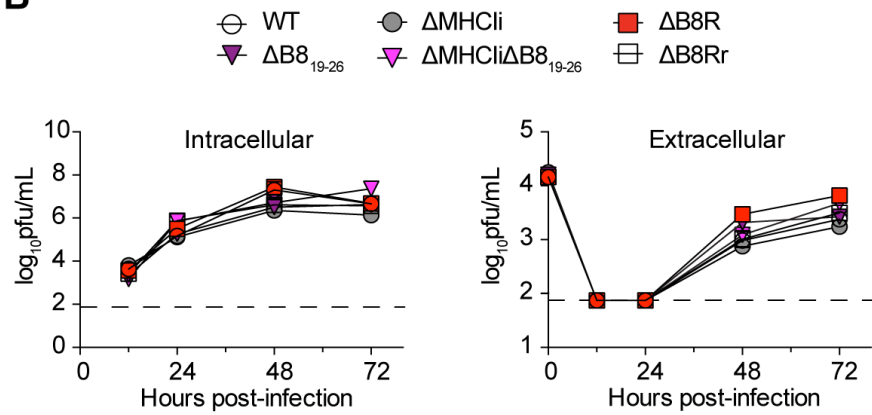 WT ΔMHCli ΔB8R
ΔB8₁₉₋₂₆ ΔMHCliΔB8₁₉₋₂₆ ΔB8Rr
Intracellular
log₁₀pfu/mL
10
8
6
4
2
0
0 24 48 72
Hours post-infection
Extracellular
log₁₀pfu/mL
5
4
3
2
1
0 24 48 72
Hours post-infection